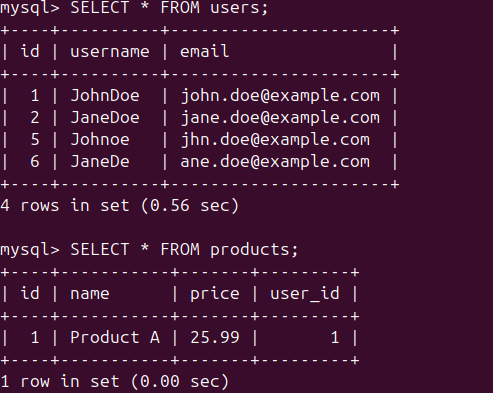 mysql> SELECT * FROM users;
+----+----------+----------------------+
| id | username | email                |
+----+----------+----------------------+
|  1 | JohnDoe  | john.doe@example.com |
|  2 | JaneDoe  | jane.doe@example.com |
|  5 | Johnoe   | jhn.doe@example.com  |
|  6 | JaneDe   | ane.doe@example.com  |
+----+----------+----------------------+
4 rows in set (0.56 sec)

mysql> SELECT * FROM products;
+----+-----------+-------+---------+
| id | name      | price | user_id |
+----+-----------+-------+---------+
|  1 | Product A | 25.99 |       1 |
+----+-----------+-------+---------+
1 row in set (0.00 sec)